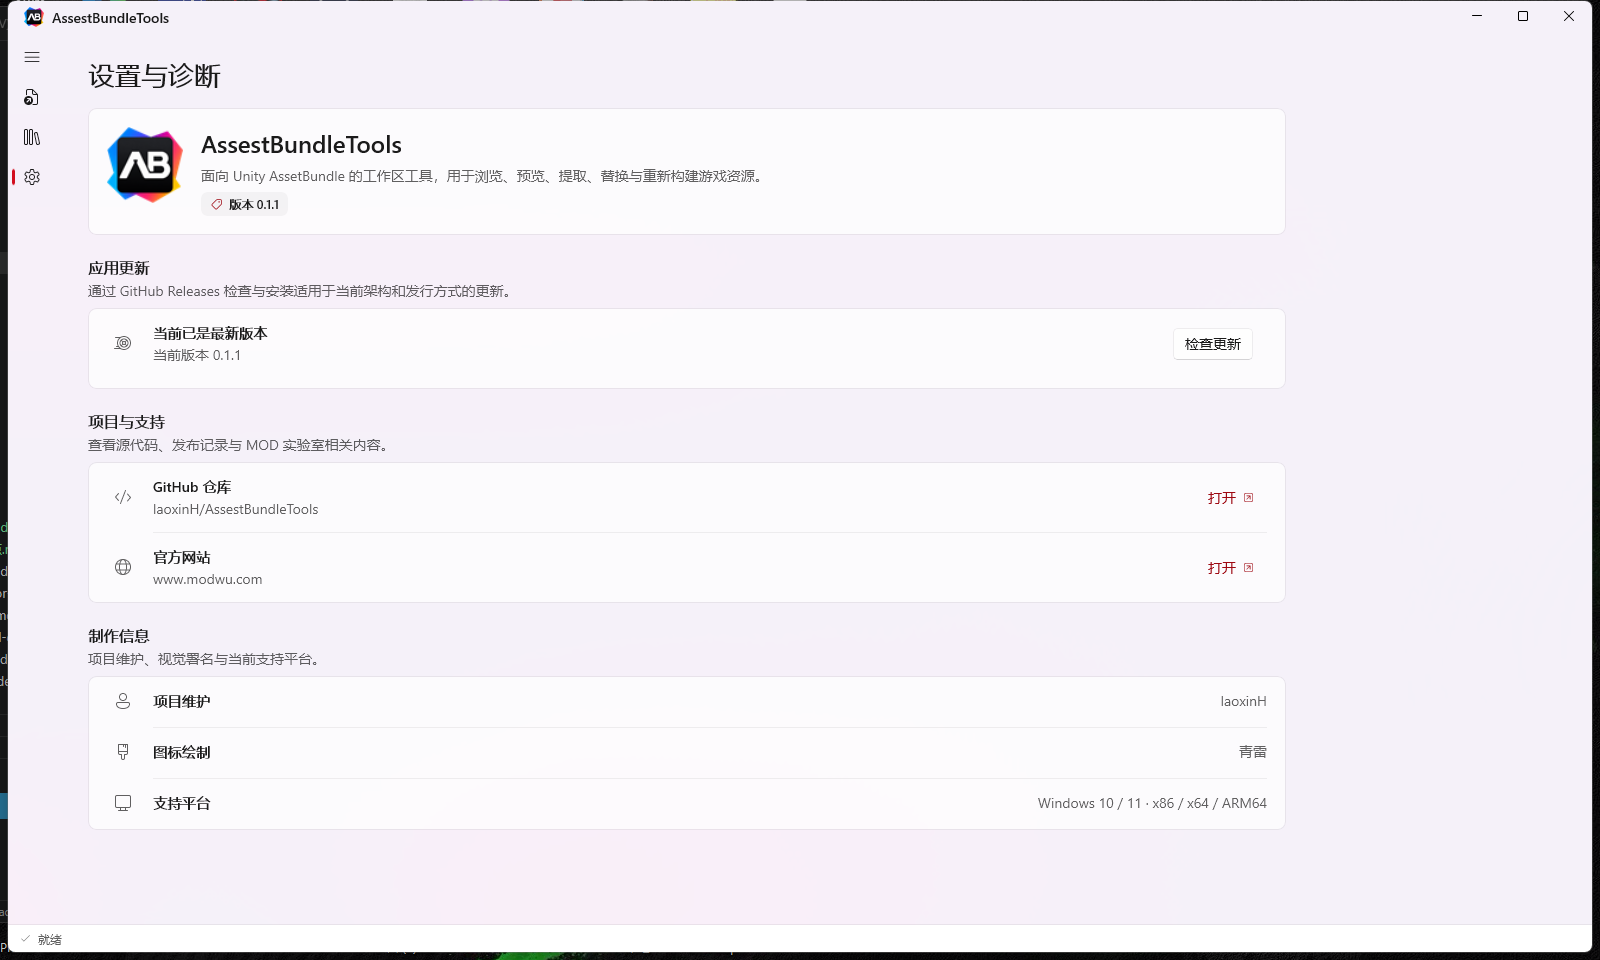 AssestBundleTools
设置与诊断
AB
AssestBundleTools
面向 Unity AssetBundle 的工作区工具，用于浏览、预览、提取、替换与重新构建游戏资源。
版本 0.1.1
应用更新
通过 GitHub Releases 检查与安装适用于当前架构和发行方式的更新。
当前已是最新版本
当前版本 0.1.1
检查更新
项目与支持
查看源代码、发布记录与 MOD 实验室相关内容。
GitHub 仓库
laoxinH/AssestBundleTools
打开
官方网站
www.modwu.com
打开
制作信息
项目维护、视觉署名与当前支持平台。
项目维护
laoxinH
图标绘制
青雷
支持平台
Windows 10 / 11 · x86 / x64 / ARM64
就绪